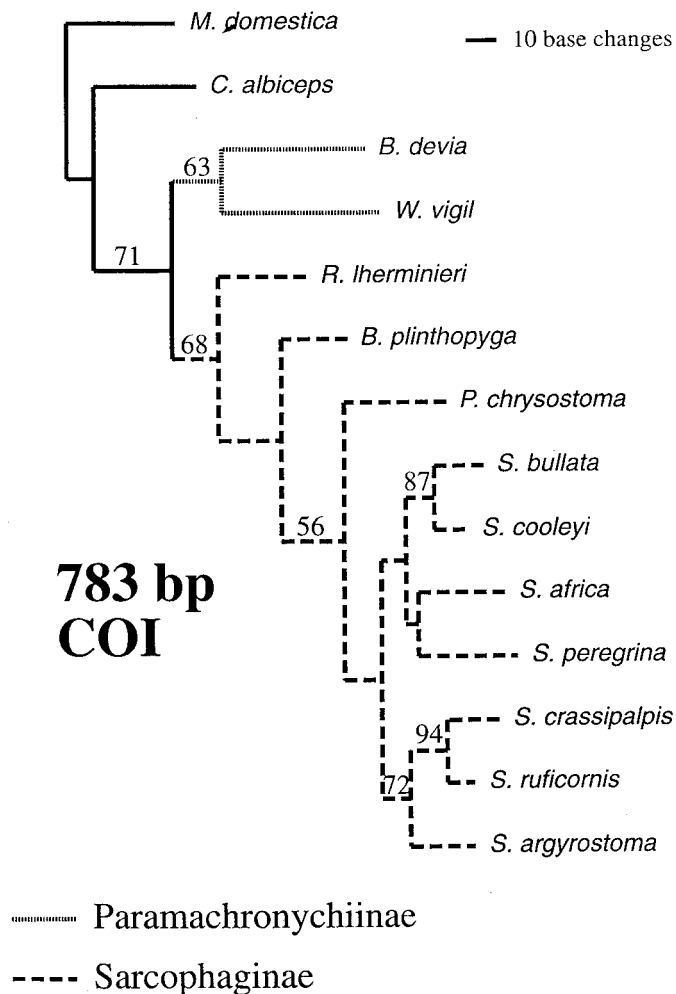 M. domestica
10 base changes
C. albiceps
B. devia
63
W. vigil
71
R. lherminieri
68
B. plinthopyga
P. chrysostoma
S. bullata
87
S. cooleyi
56
783 bp
COI
S. africa
S. peregrina
S. crassipalpis
94
S. ruficornis
72
S. argyrostoma
Paramachronychiinae
Sarcophaginae